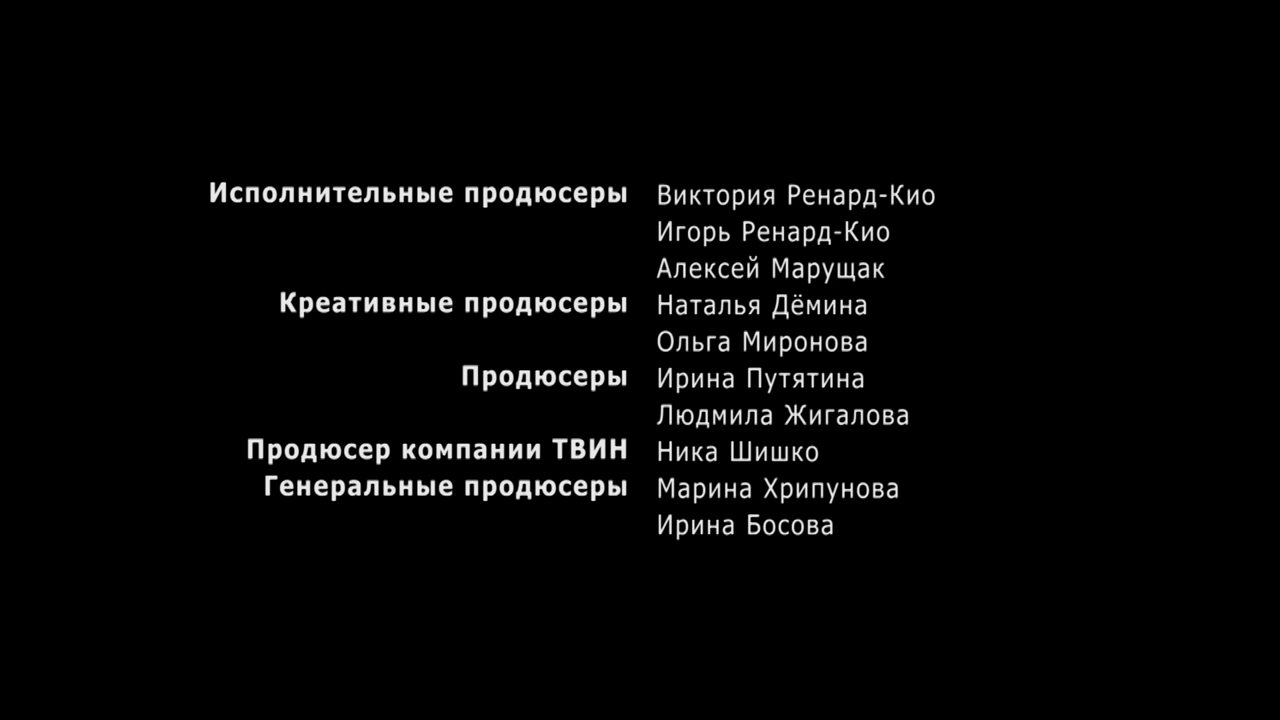 Исполнительные продюсеры Виктория Ренард-Кио
Игорь Ренард-Кио
Алексей Марущак
Креативные продюсеры Наталья Дёмина
Ольга Миронова
Продюсеры Ирина Путятина
Людмила Жигалова
Продюсер компании ТВИН Ника Шишко
Генеральные продюсеры Марина Хрипунова
Ирина Босова